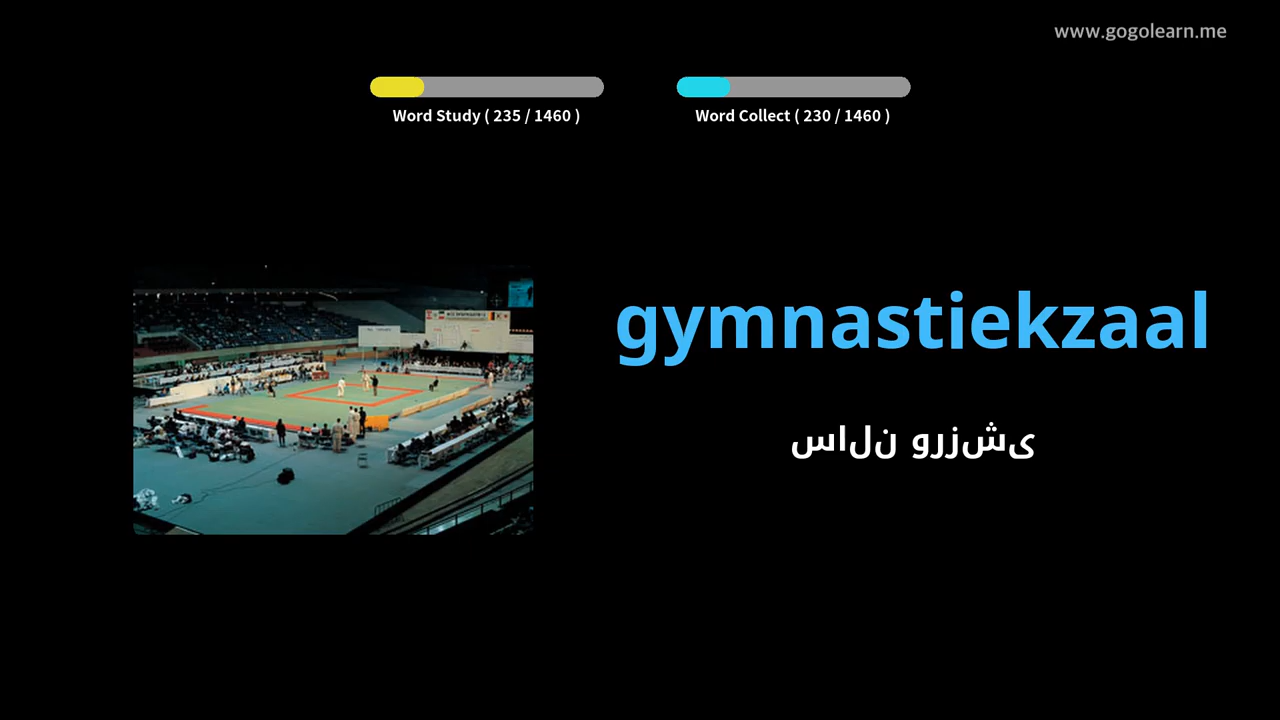 www.gogolearn.me
Word Study ( 235 / 1460 )
Word Collect ( 230 / 1460 )
gymnastiekzaal
سالن ورزشی